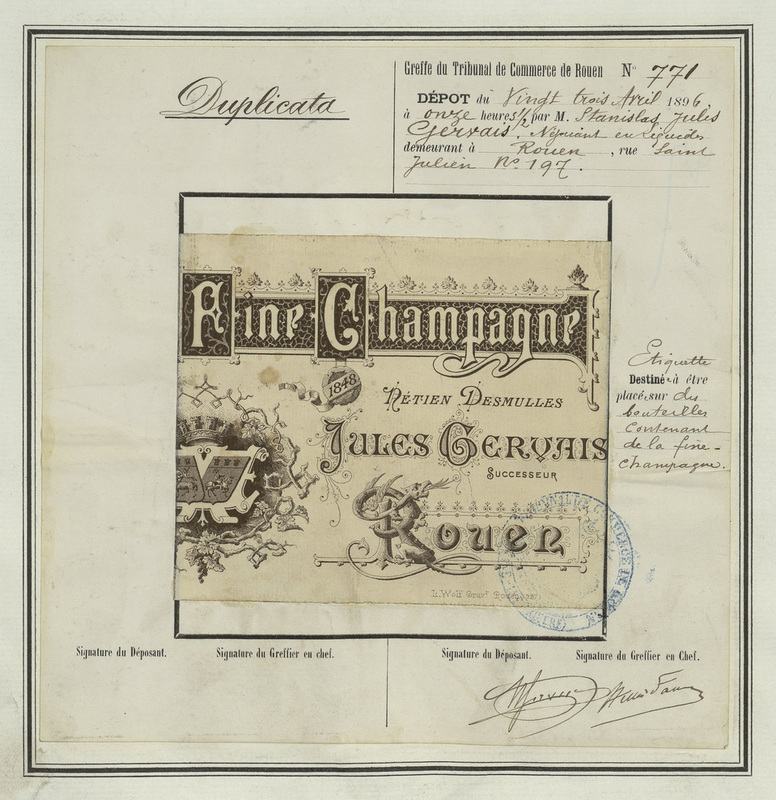 Duplicata
Greffe du Tribunal de Commerce de Rouen N° 771
DÉPOT du Vingt trois Avril 1896,
à onze heures 1/2 par M. Stanislas Jules
Gervais, Négociant en Liquides
demeurant à Rouen, rue Saint
Julien N° 197.
Fine Champagne
1848
RÉTIEN DESMULLES
JULES GERVAIS
SUCCESSEUR
Rouen
L. Wolf Grav.r Rouen
Etiquette
Destiné à être
placé sur des
bouteilles
contenant
de la fine-
champagne.
Signature du Déposant. Signature du Greffier en chef. Signature du Déposant. Signature du Greffier en Chef.